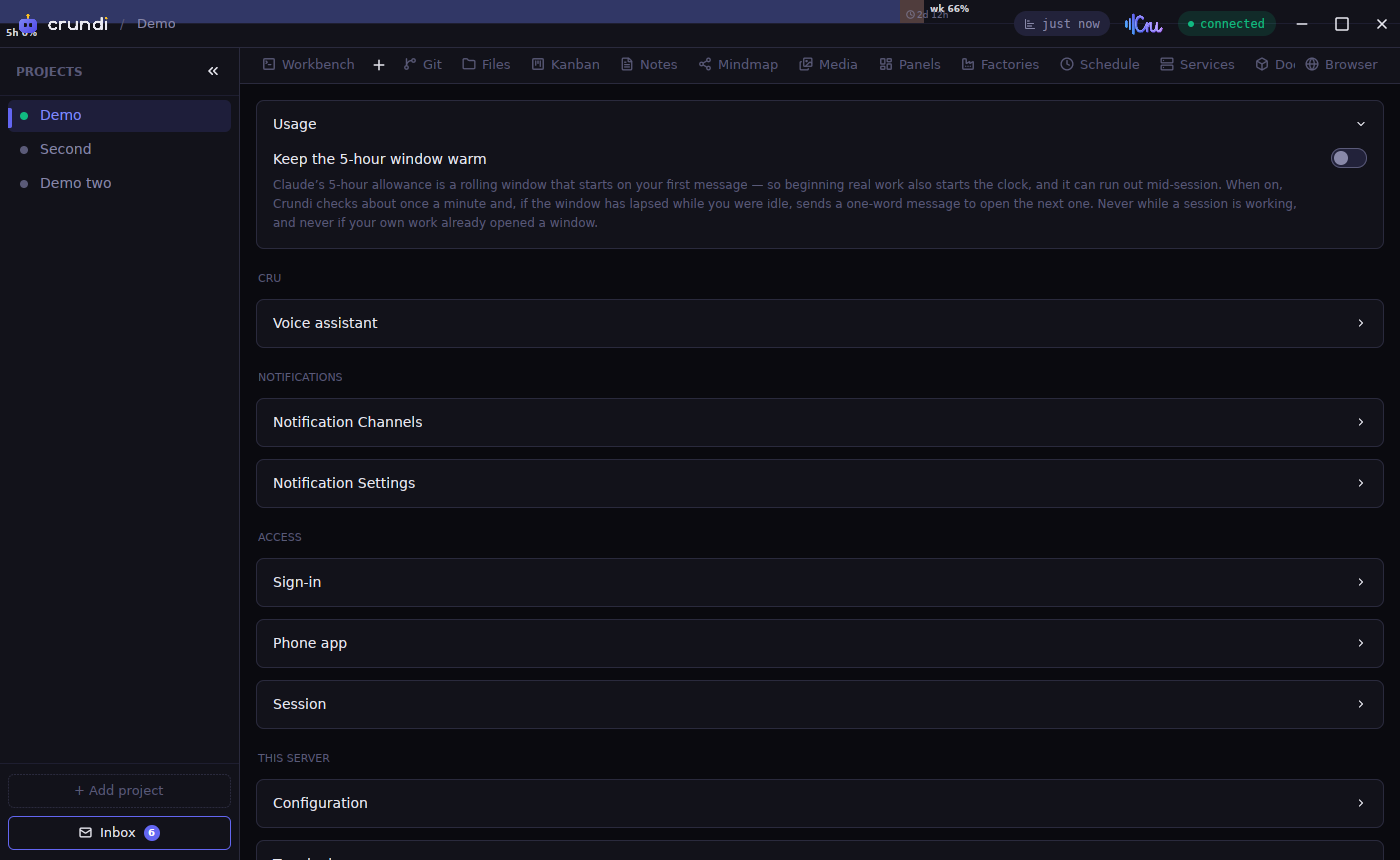 wk 66%
2d 12h
crundi / Demo
just now
Cru
connected
PROJECTS
Workbench
Git
Files
Kanban
Notes
Mindmap
Media
Panels
Factories
Schedule
Services
Browser
Demo
Second
Demo two
Usage
Keep the 5-hour window warm
Claude’s 5-hour allowance is a rolling window that starts on your first message — so beginning real work also starts the clock, and it can run out mid-session. When on,
Crundi checks about once a minute and, if the window has lapsed while you were idle, sends a one-word message to open the next one. Never while a session is working,
and never if your own work already opened a window.
CRU
Voice assistant
NOTIFICATIONS
Notification Channels
Notification Settings
ACCESS
Sign-in
Phone app
Session
THIS SERVER
Configuration
+ Add project
Inbox 6